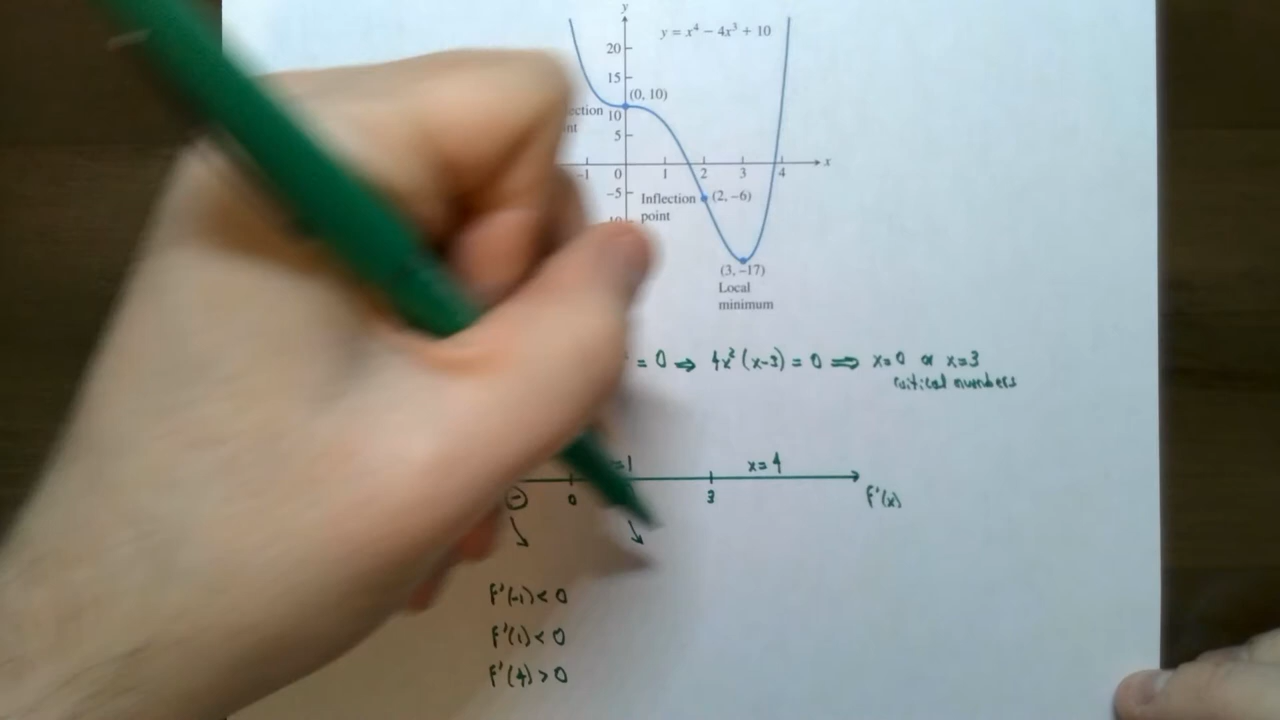 y
y = x⁴ − 4x³ + 10
20
15
(0, 10)
10
5
-1 0 1 2 3 4 x
−5
Inflection
point
(2, −6)
(3, −17)
Local
minimum
= 0 ⇒ 4x²(x-3) = 0 ⇒ x=0 or x=3
critical numbers
x=4
⊖ 0 3 f'(x)
f'(-1) < 0
f'(1) < 0
f'(4) > 0